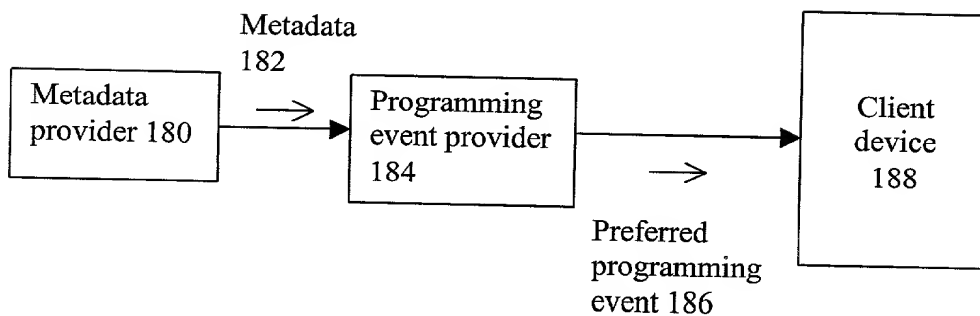 Metadata
182
Metadata
provider 180
Programming
event provider
184
Client
device
188
Preferred
programming
event 186